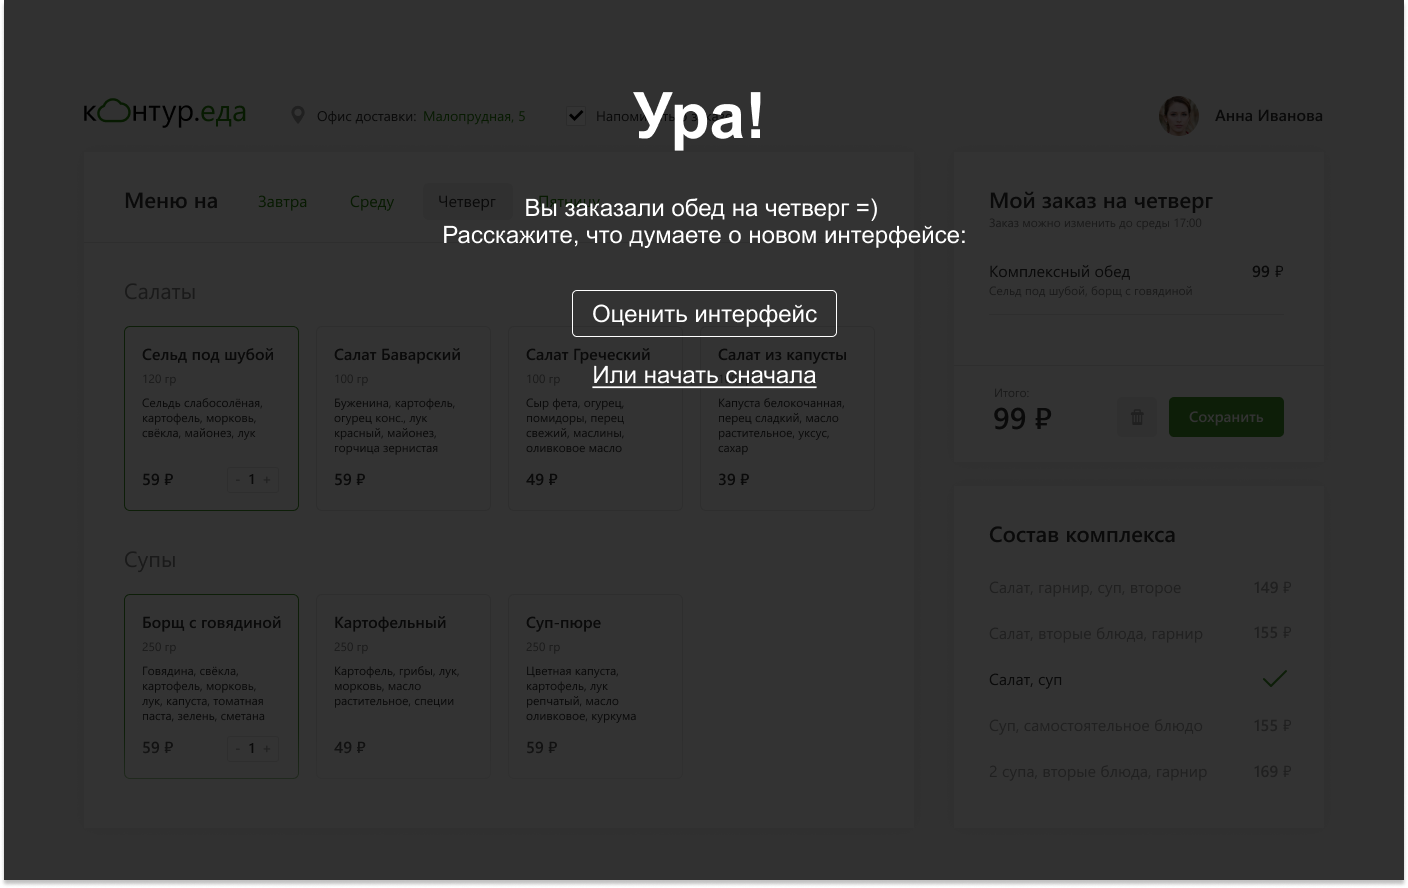 контур.еда
Офис доставки: Малопрудная, 5
Ура!
Анна Иванова
Меню на
Завтра
Среду
Четверг
Пятницу
Вы заказали обед на четверг =)
Расскажите, что думаете о новом интерфейсе:
Оценить интерфейс
Или начать сначала
Салаты
Сельд под шубой
120 гр
Сельдь слабосолёная,
картофель, морковь,
свёкла, майонез, лук
59 ₽
- 1 +
Салат Баварский
100 гр
Буженина, картофель,
огурец конс., лук
красный, майонез,
горчица зернистая
59 ₽
Салат Греческий
100 гр
Сыр фета, огурец,
помидоры, перец
свежий, маслины,
оливковое масло
49 ₽
Салат из капусты
Капуста белокочанная,
перец сладкий, масло
растительное, уксус,
сахар
39 ₽
Супы
Борщ с говядиной
250 гр
Говядина, свёкла,
картофель, морковь,
лук, капуста, томатная
паста, зелень, сметана
59 ₽
- 1 +
Картофельный
250 гр
Картофель, грибы, лук,
морковь, масло
растительное, специи
49 ₽
Суп-пюре
250 гр
Цветная капуста,
картофель, лук
репчатый, масло
оливковое, куркума
59 ₽
Мой заказ на четверг
Заказ можно изменить до среды 17:00
Комплексный обед 99 ₽
Сельд под шубой, борщ с говядиной
Итого:
99 ₽
Сохранить
Состав комплекса
Салат, гарнир, суп, второе 149 ₽
Салат, вторые блюда, гарнир 155 ₽
Салат, суп
Суп, самостоятельное блюдо 155 ₽
2 супа, вторые блюда, гарнир 169 ₽